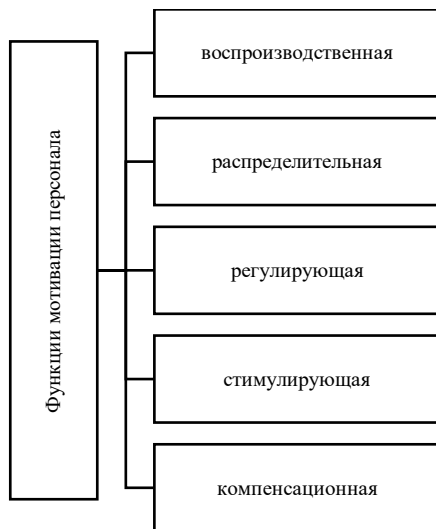 Функции мотивации персонала
воспроизводственная
распределительная
регулирующая
стимулирующая
компенсационная